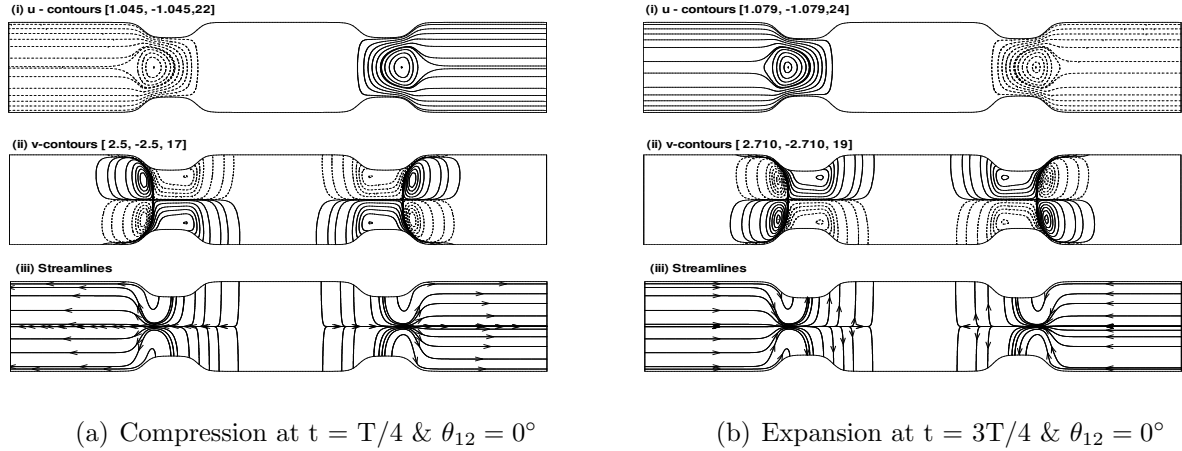 (i) u - contours [1.045, -1.045,22]
(ii) v-contours [ 2.5, -2.5, 17]
(iii) Streamlines
(a) Compression at t = T/4 & θ12 = 0°
(i) u - contours [1.079, -1.079,24]
(ii) v-contours [ 2.710, -2.710, 19]
(iii) Streamlines
(b) Expansion at t = 3T/4 & θ12 = 0°